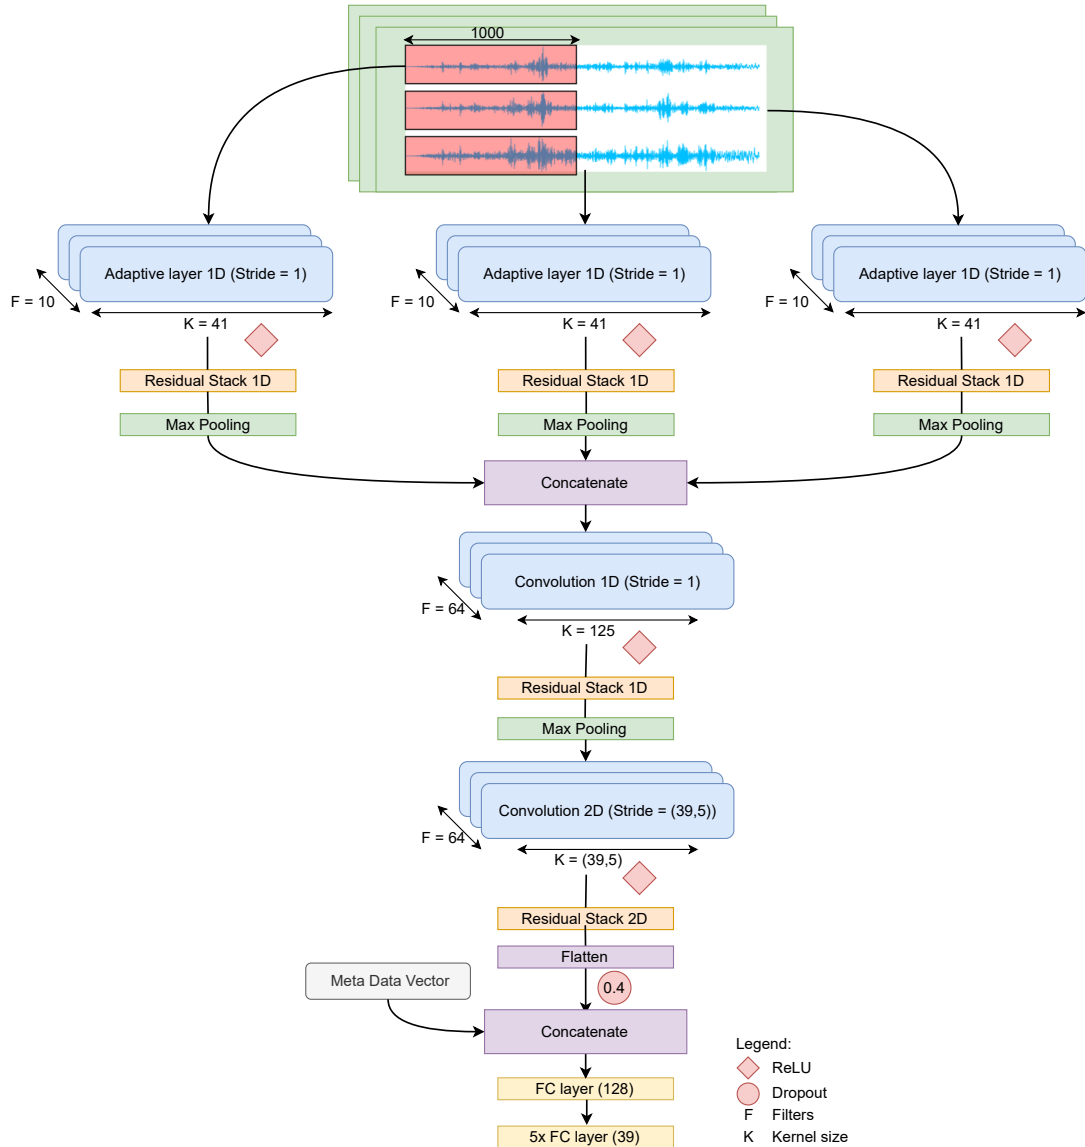 1000
Adaptive layer 1D (Stride = 1)
Adaptive layer 1D (Stride = 1)
Adaptive layer 1D (Stride = 1)
F = 10
F = 10
F = 10
K = 41
K = 41
K = 41
Residual Stack 1D
Residual Stack 1D
Residual Stack 1D
Max Pooling
Max Pooling
Max Pooling
Concatenate
Convolution 1D (Stride = 1)
F = 64
K = 125
Residual Stack 1D
Max Pooling
Convolution 2D (Stride = (39,5))
F = 64
K = (39,5)
Residual Stack 2D
Flatten
Meta Data Vector
0.4
Concatenate
FC layer (128)
5x FC layer (39)
Legend:
ReLU
Dropout
F Filters
K Kernel size